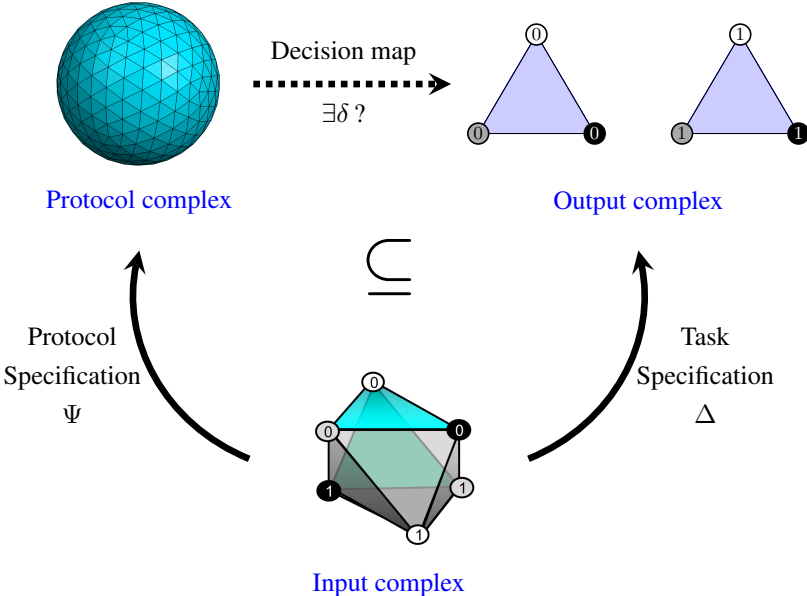 Decision map
∃δ ?
0
0
0
1
1
1
Protocol complex
Output complex
⊆
Protocol
Specification
Ψ
Task
Specification
Δ
0
0
0
1
1
1
Input complex